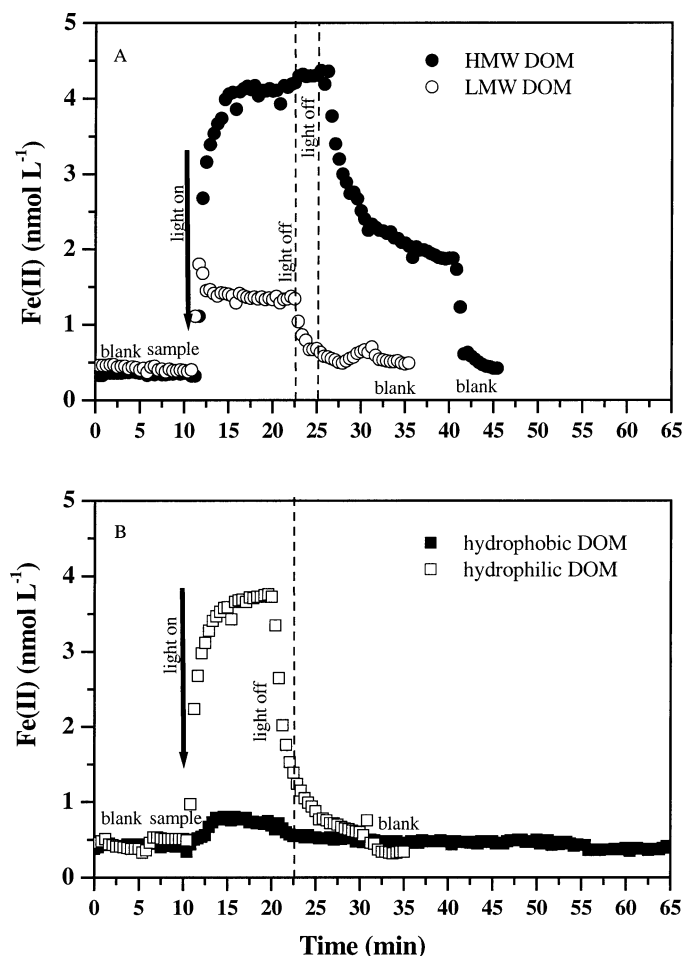 A
HMW DOM
LMW DOM
Fe(II) (nmol L⁻¹)
5
4
3
2
1
0
light on
light off
light off
blank sample
blank
blank
0 5 10 15 20 25 30 35 40 45 50 55 60 65
B
hydrophobic DOM
hydrophilic DOM
Fe(II) (nmol L⁻¹)
5
4
3
2
1
0
light on
light off
blank sample
blank
0 5 10 15 20 25 30 35 40 45 50 55 60 65
Time (min)